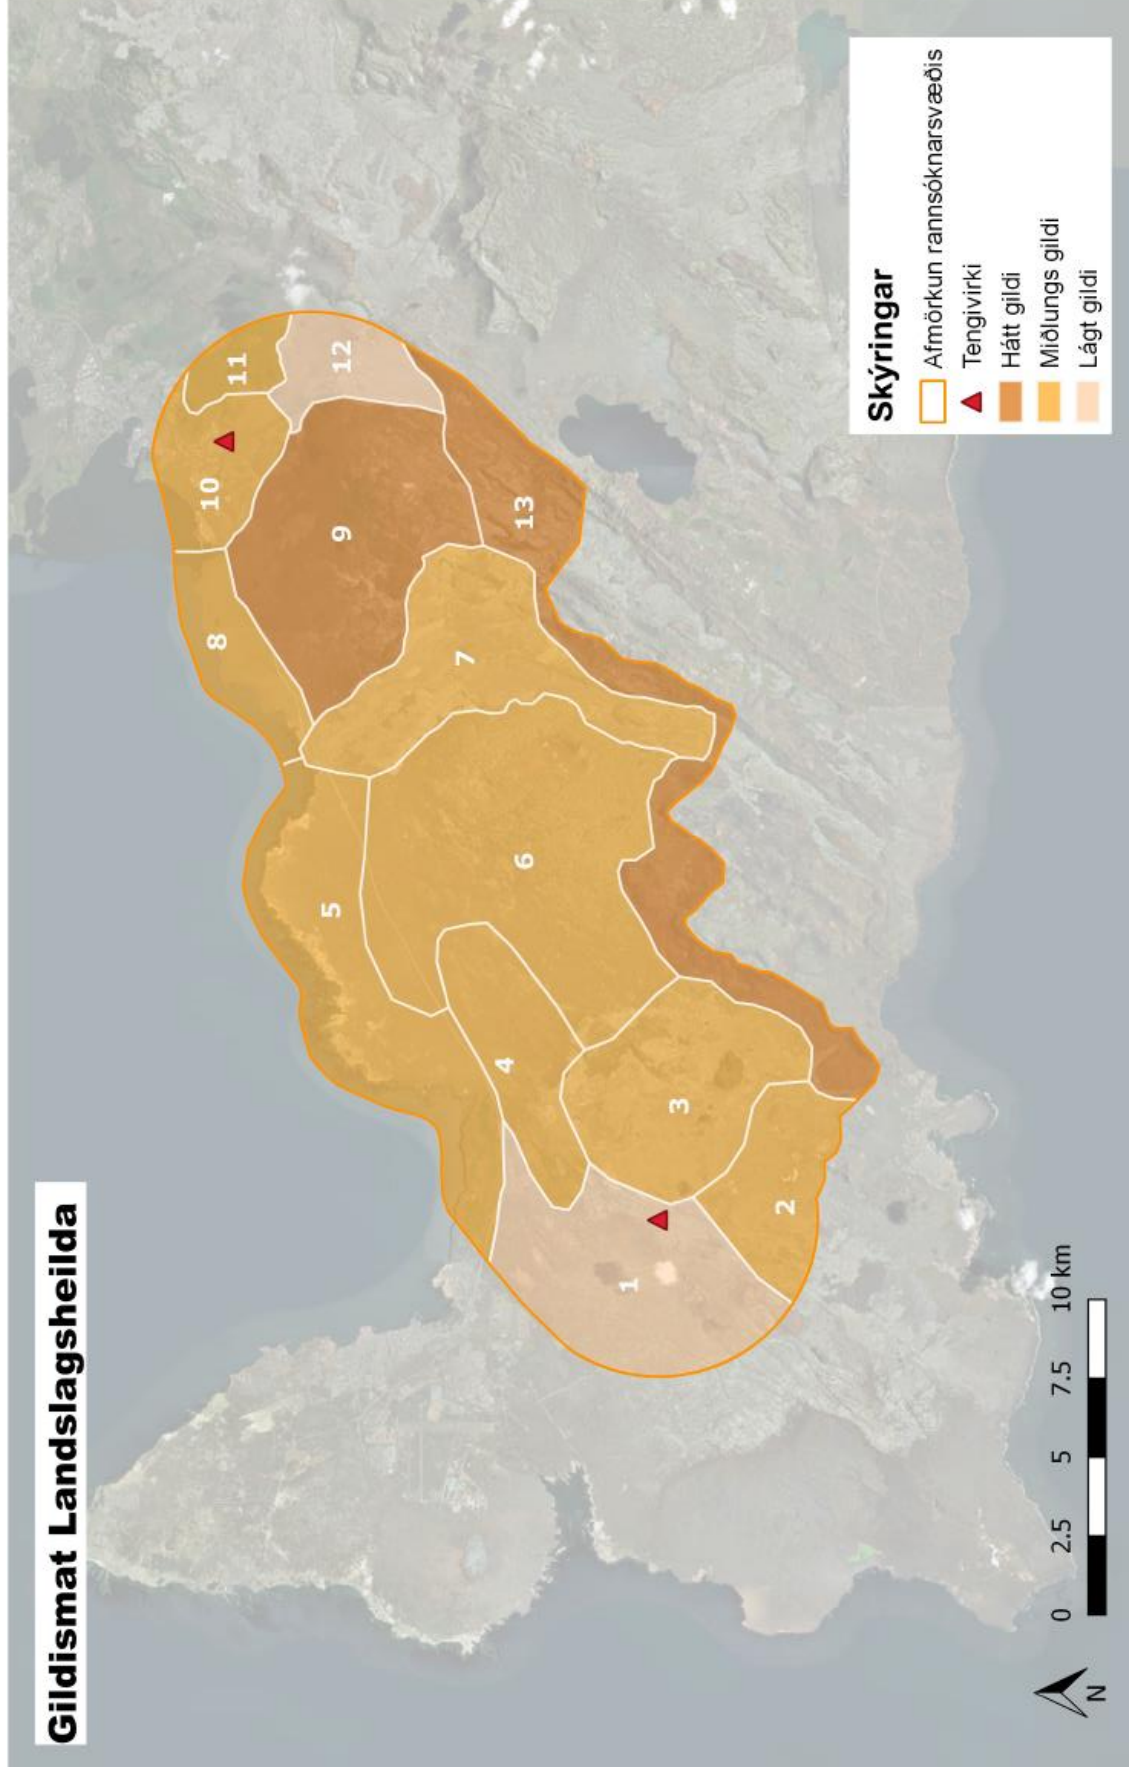 Gildismat Landslagsheilda
1
2
3
4
5
6
7
8
9
10
11
12
13
N
0 2.5 5 7.5 10 km
Skýringar
Afmörkun rannsóknarsvæðis
Tengivirki
Hátt gildi
Miðlungs gildi
Lágt gildi